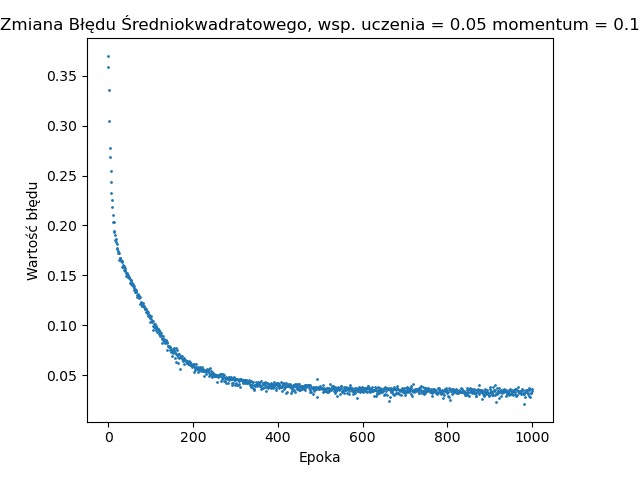 Zmiana Błędu Średniokwadratowego, wsp. uczenia = 0.05 momentum = 0.1
0.35
0.30
0.25
0.20
0.15
0.10
0.05
Wartość błędu
0 200 400 600 800 1000
Epoka